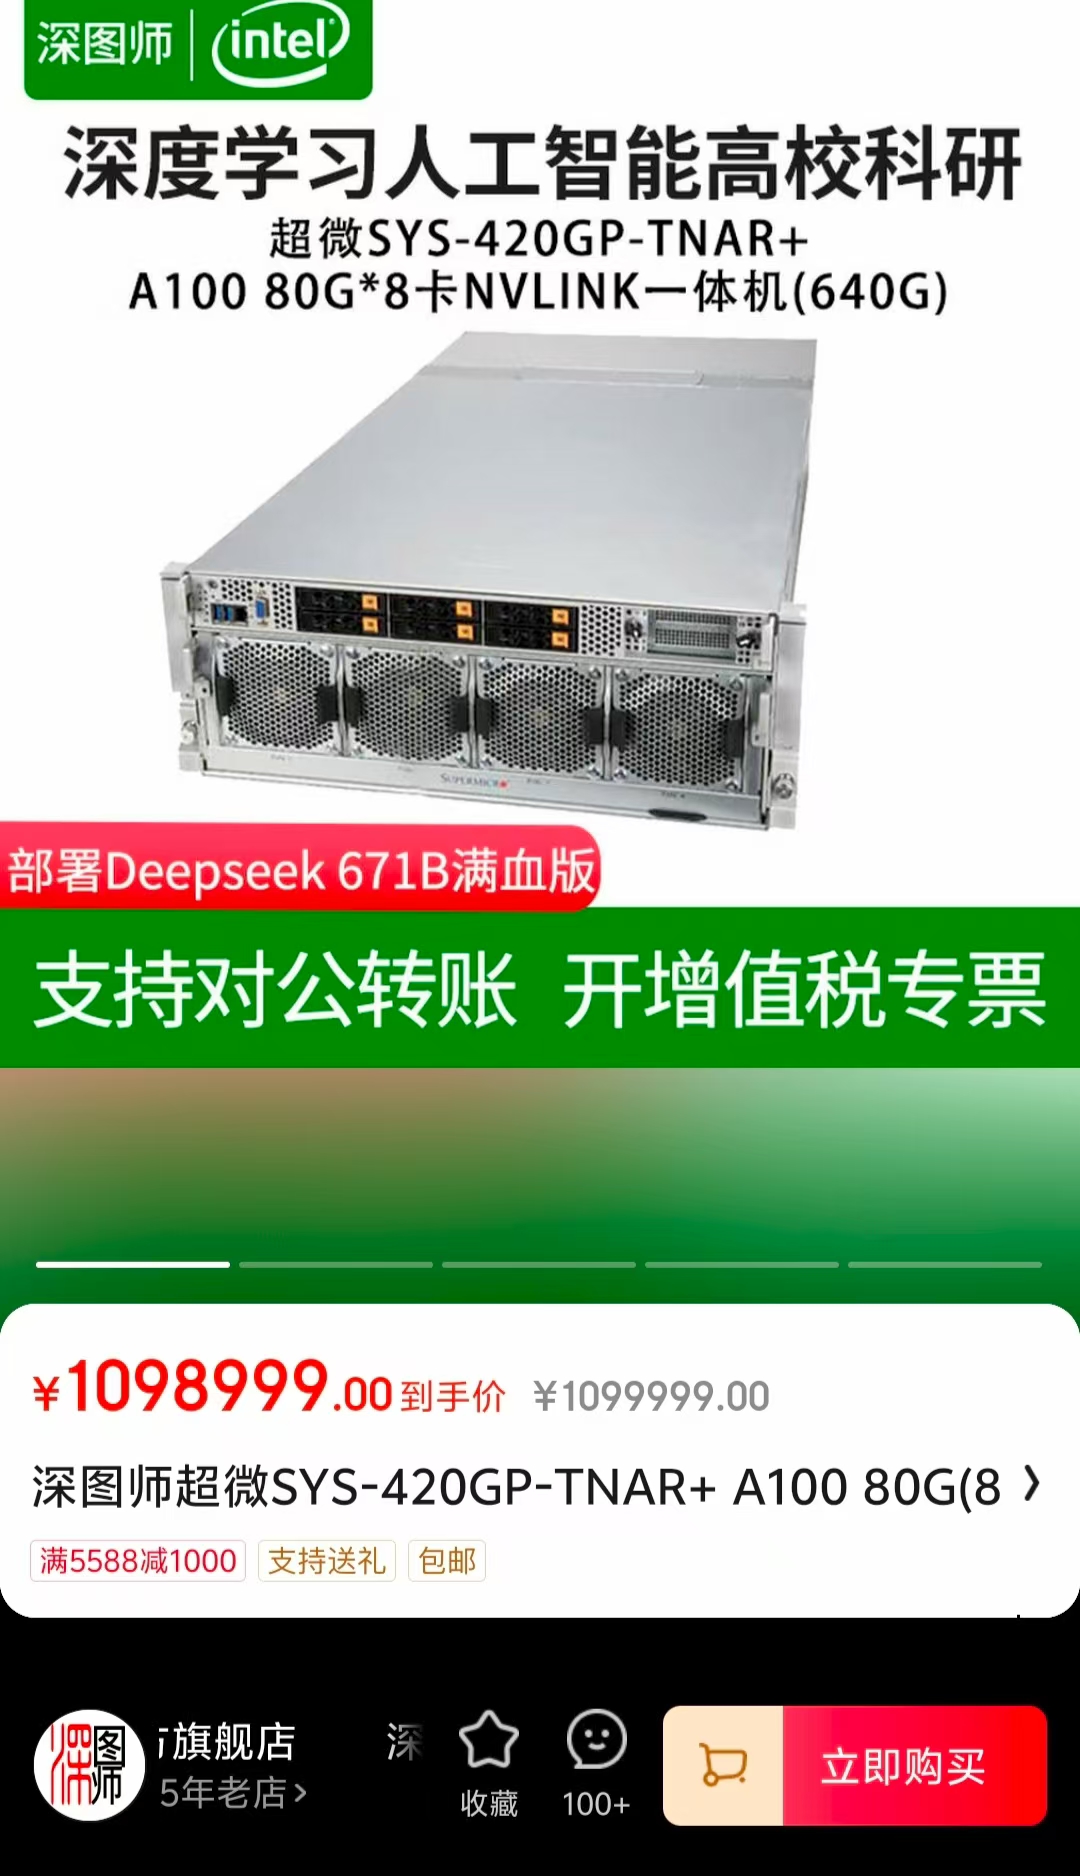 深图师 intel
深度学习人工智能高校科研
超微SYS-420GP-TNAR+
A100 80G*8卡NVLINK一体机(640G)
SUPERMICR
部署Deepseek 671B满血版
支持对公转账 开增值税专票
¥1098999.00到手价 ¥1099999.00
深图师超微SYS-420GP-TNAR+ A100 80G(8
满5588减1000 支持送礼 包邮
深图师
旗舰店 深
5年老店
收藏
100+
立即购买